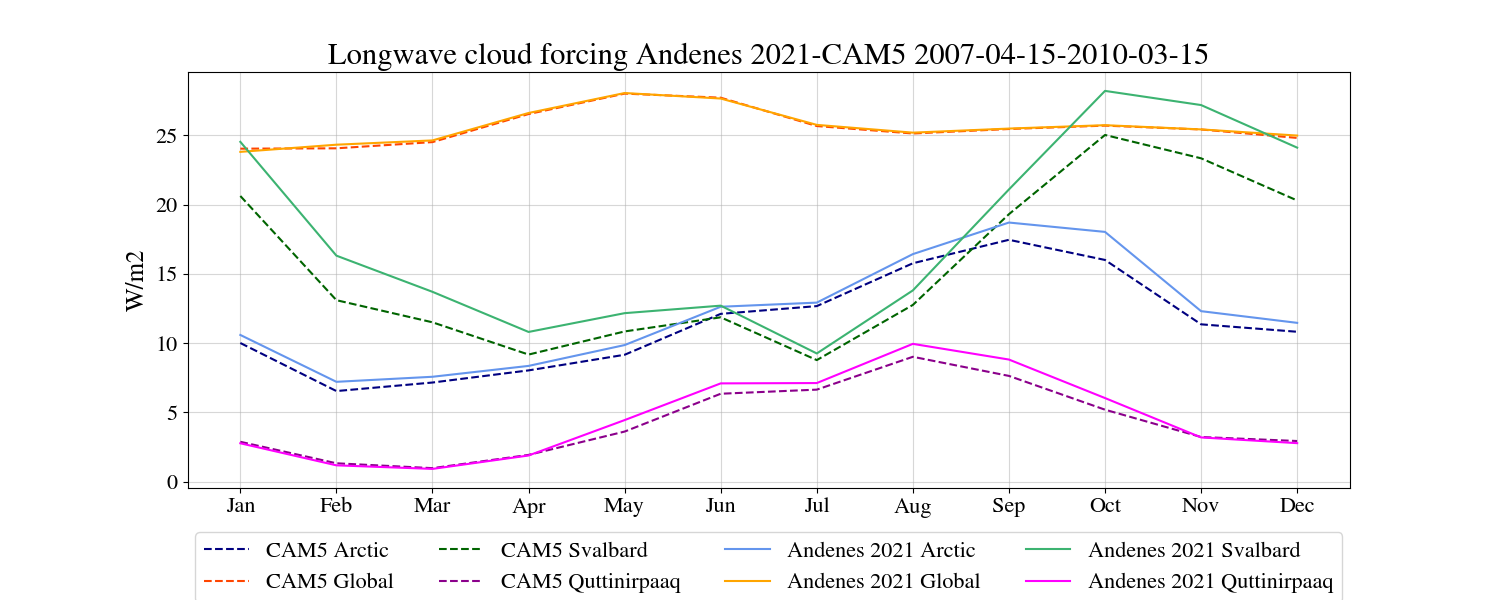 Longwave cloud forcing Andenes 2021-CAM5 2007-04-15-2010-03-15
25
20
15
10
5
0
W/m2
Jan Feb Mar Apr May Jun Jul Aug Sep Oct Nov Dec
CAM5 Arctic CAM5 Svalbard Andenes 2021 Arctic Andenes 2021 Svalbard
CAM5 Global CAM5 Quttinirpaaq Andenes 2021 Global Andenes 2021 Quttinirpaaq